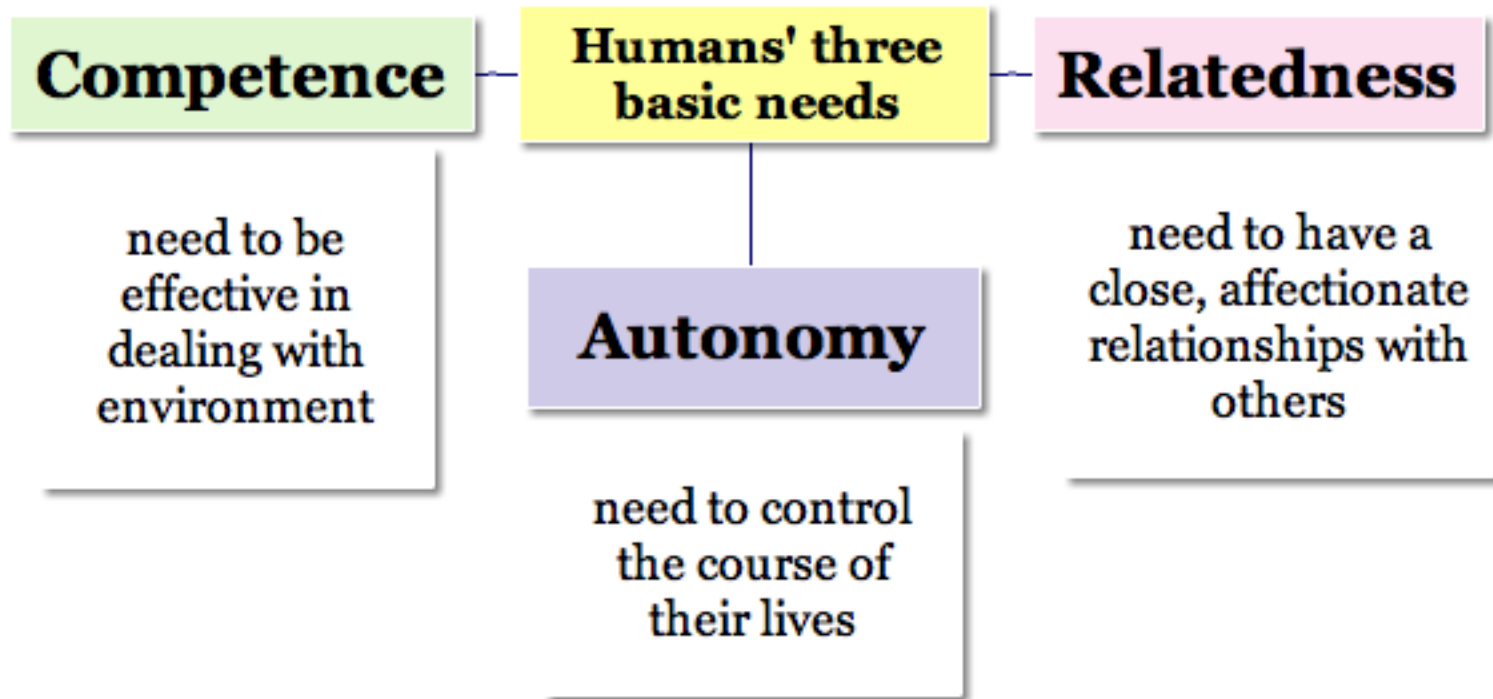 Humans' three
basic needs
Competence
need to be
effective in
dealing with
environment
Autonomy
need to control
the course of
their lives
Relatedness
need to have a
close, affectionate
relationships with
others